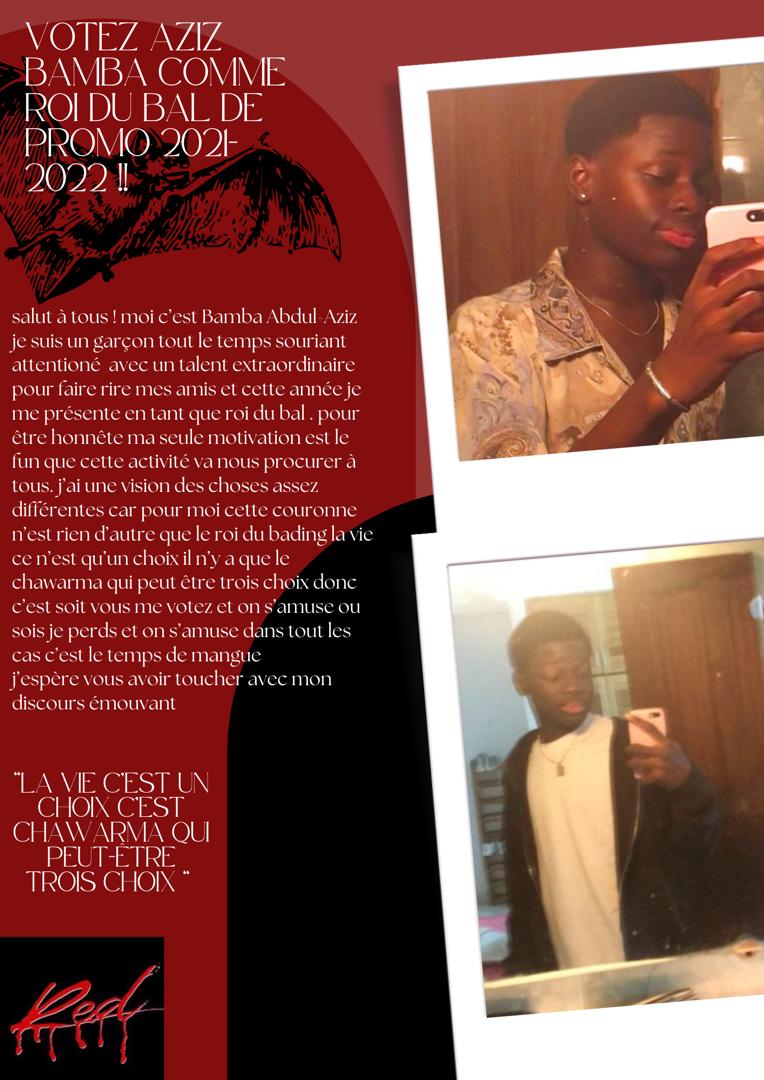 VOTEZ AZIZ
BAMBA COMME
ROI DU BAL DE
PROMO 2021-
2022 !!
salut à tous ! moi c'est Bamba Abdul-Aziz
je suis un garçon tout le temps souriant
attentioné  avec un talent extraordinaire
pour faire rire mes amis et cette année je
me présente en tant que roi du bal . pour
être honnête ma seule motivation est le
fun que cette activité va nous procurer à
tous. j'ai une vision des choses assez
différentes car pour moi cette couronne
n'est rien d'autre que le roi du bading la vie
ce n'est qu'un choix il n'y a que le
chawarma qui peut être trois choix donc
c'est soit vous me votez et on s'amuse ou
sois je perds et on s'amuse dans tout les
cas c'est le temps de mangue
j'espère vous avoir toucher avec mon
discours émouvant
"LA VIE C'EST UN
CHOIX C'EST
CHAWARMA QUI
PEUT-ÊTRE
TROIS CHOIX "
Red